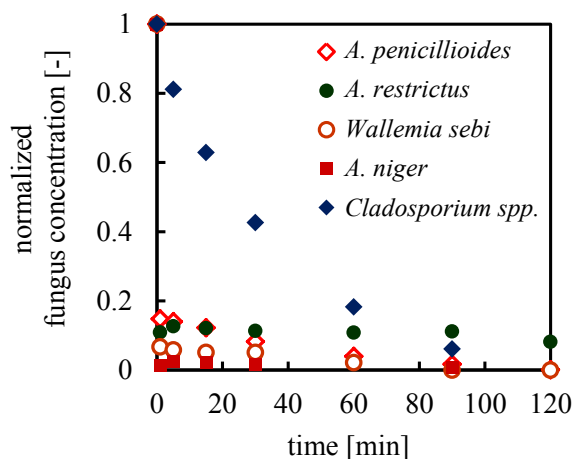 normalized
fungus concentration [-]
1
0.8
0.6
0.4
0.2
0
A. penicillioides
A. restrictus
Wallemia sebi
A. niger
Cladosporium spp.
0
20
40
60
80
100
120
time [min]